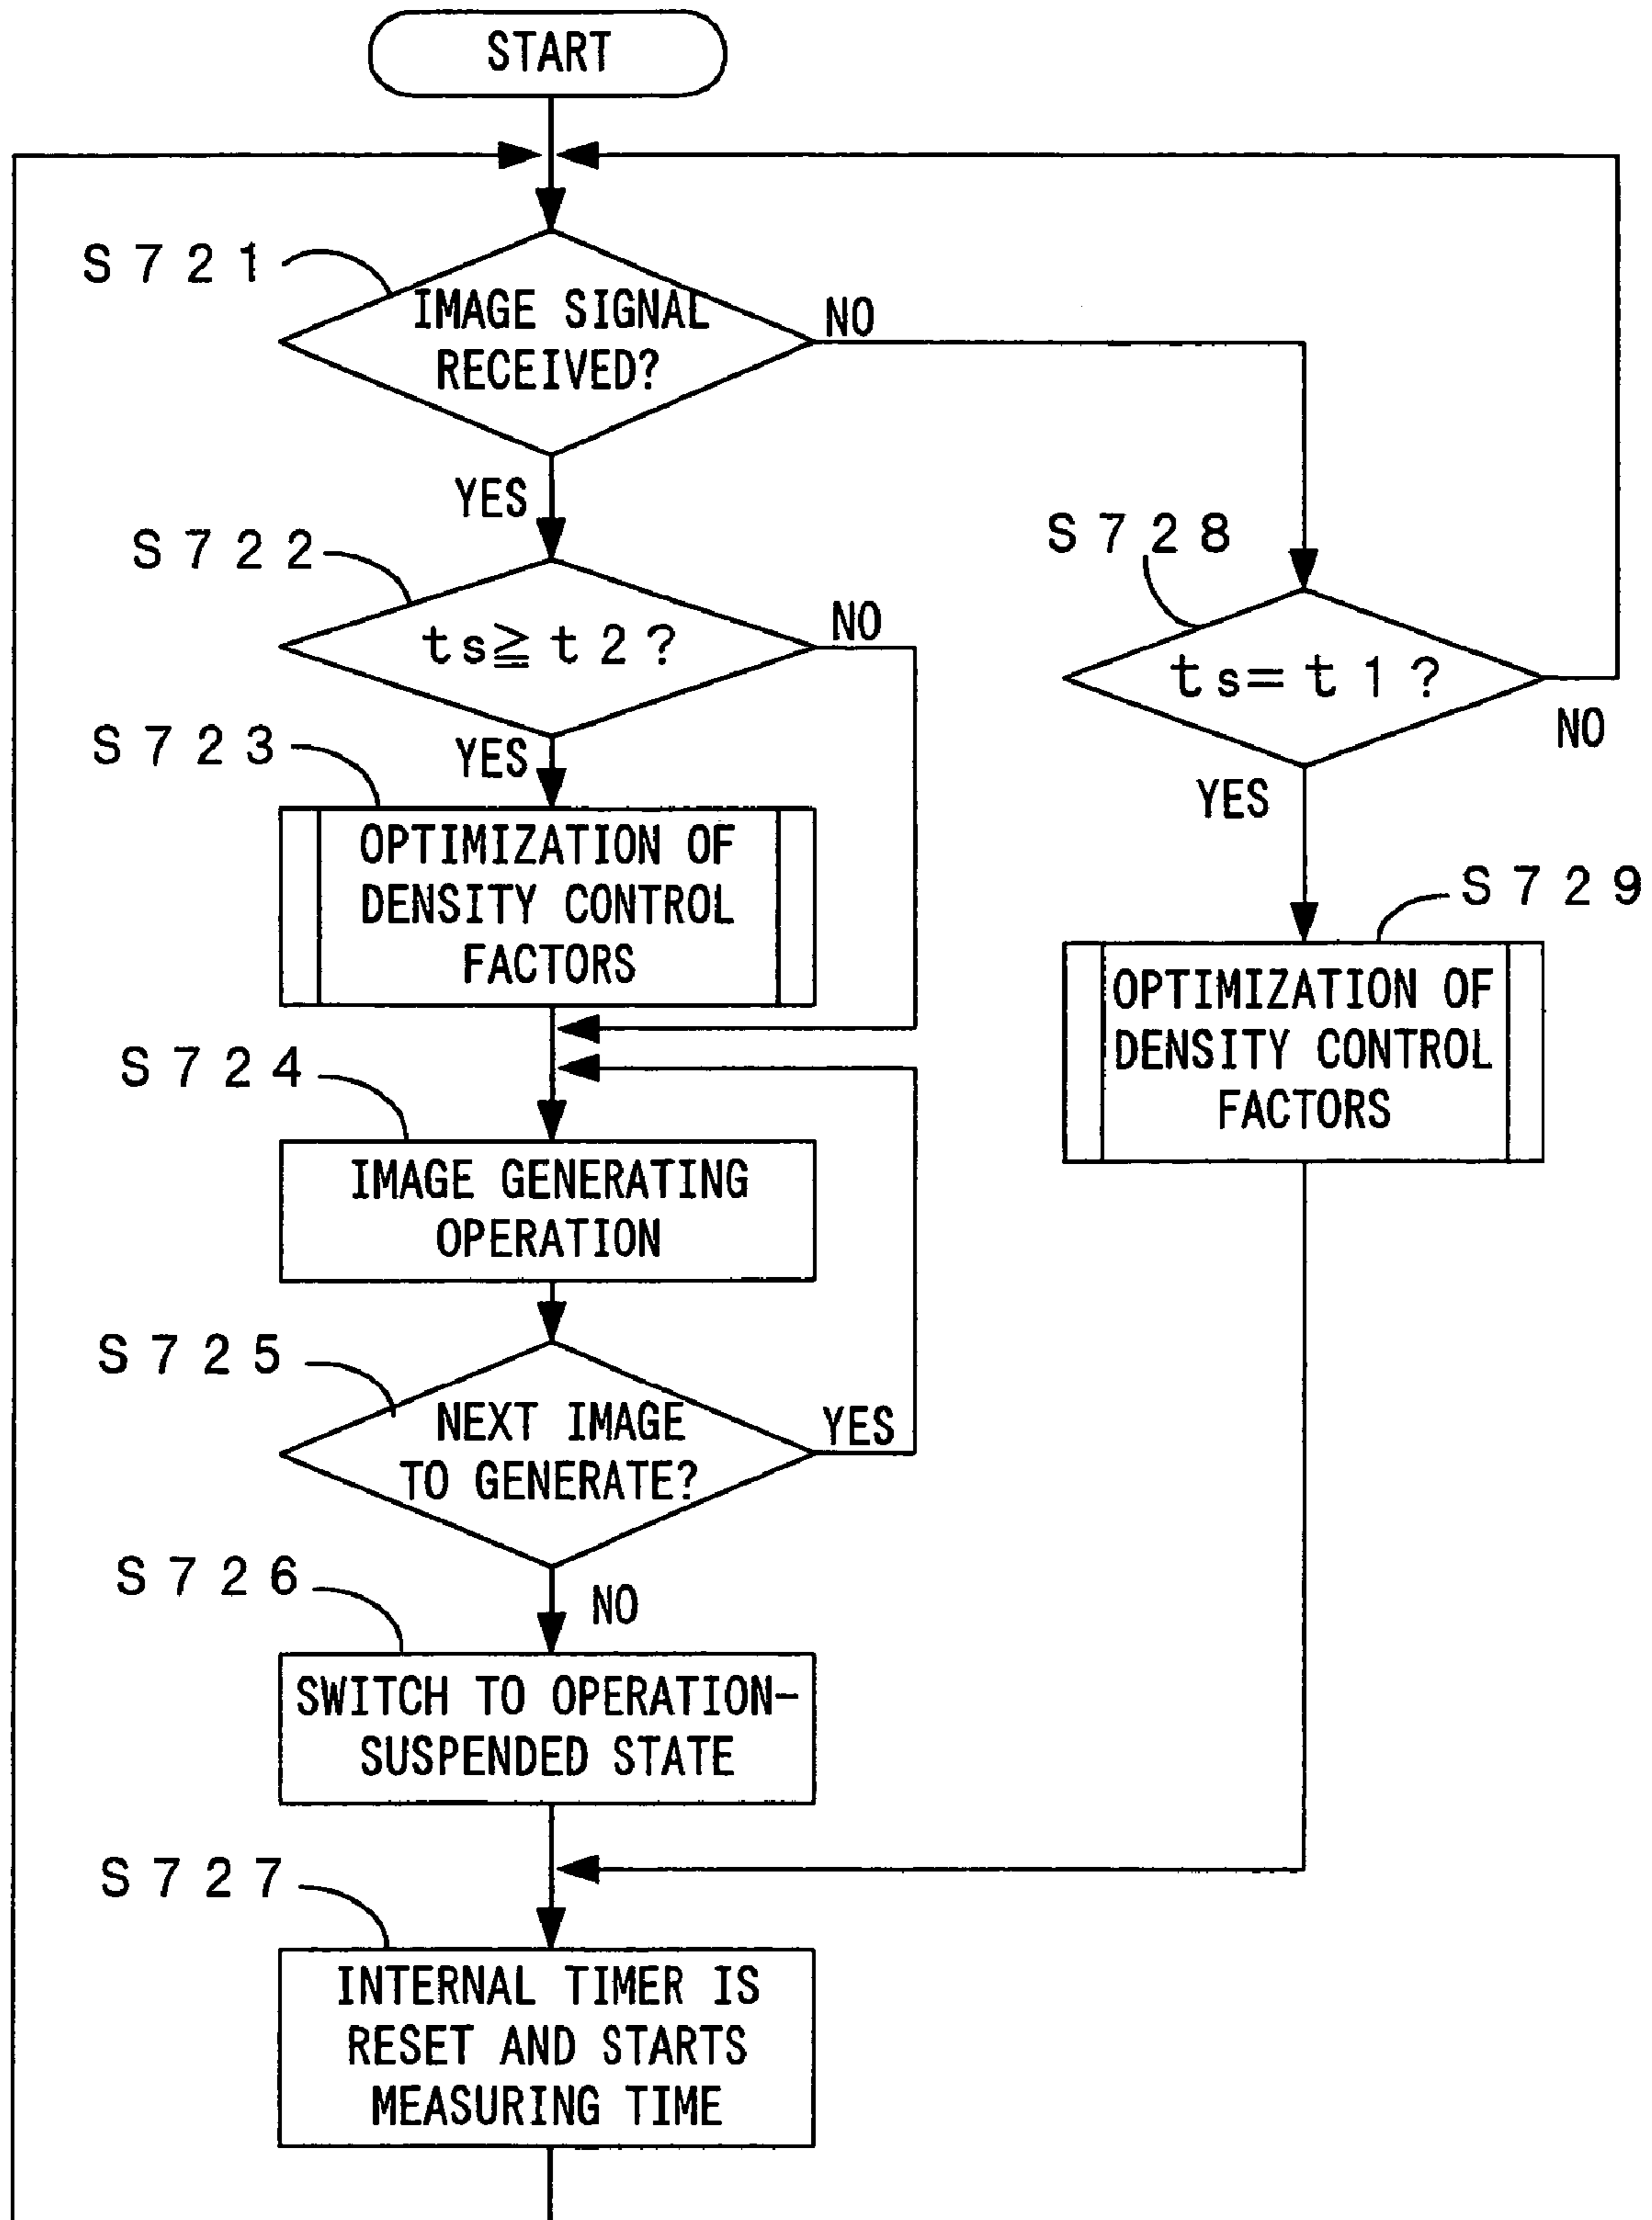 START
S721
IMAGE SIGNAL
RECEIVED?
NO
YES
S722
ts≧t2?
NO
S728
ts=t1?
NO
YES
S723
YES
OPTIMIZATION OF
DENSITY CONTROL
FACTORS
S729
OPTIMIZATION OF
DENSITY CONTROL
FACTORS
S724
IMAGE GENERATING
OPERATION
S725
NEXT IMAGE
TO GENERATE?
YES
S726
NO
SWITCH TO OPERATION-
SUSPENDED STATE
S727
INTERNAL TIMER IS
RESET AND STARTS
MEASURING TIME